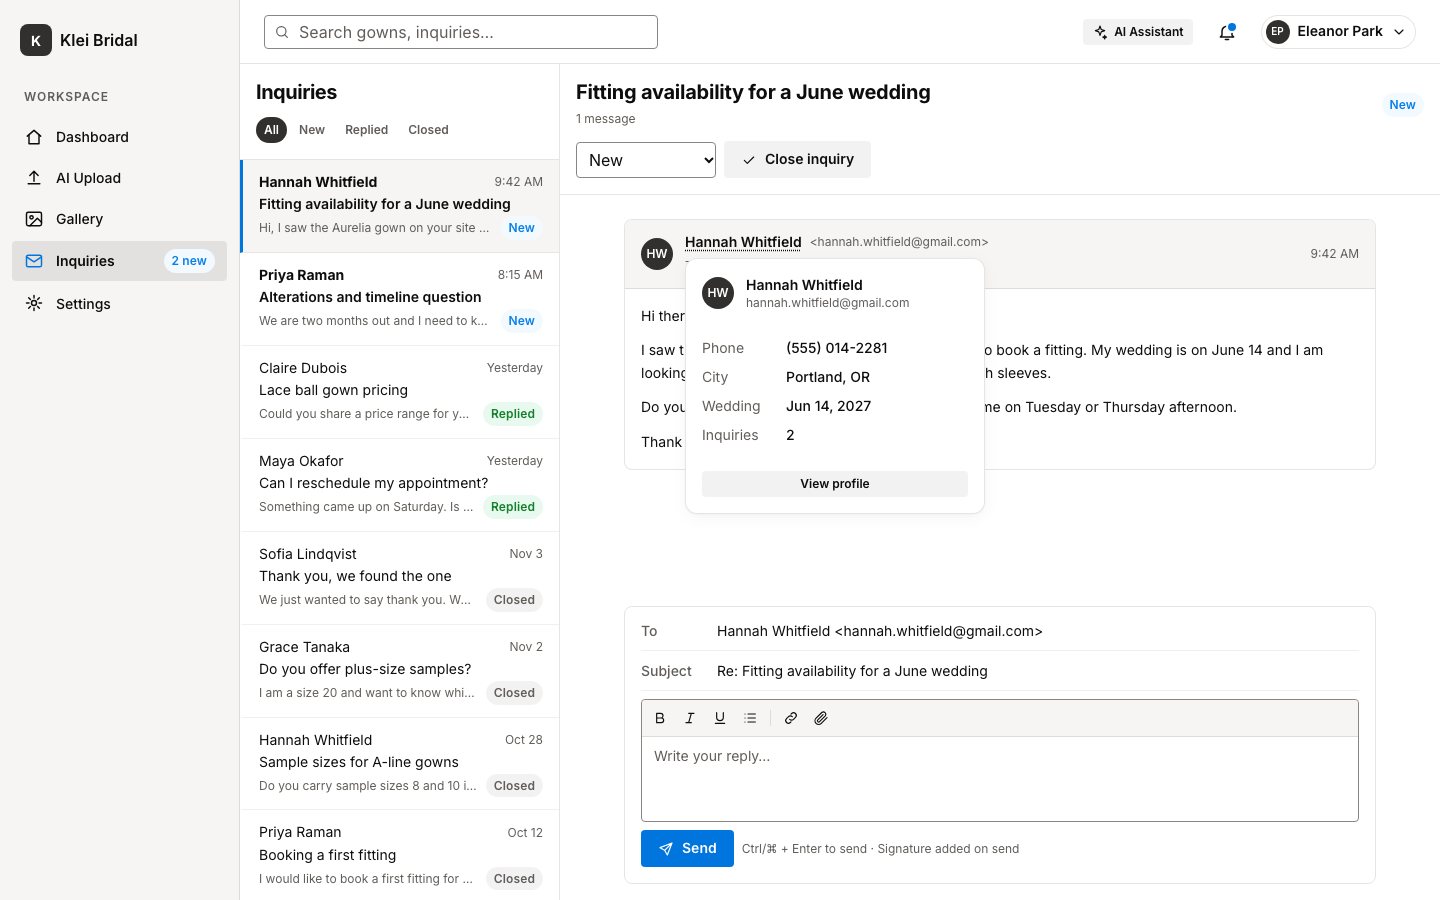 K Klei Bridal
WORKSPACE
Dashboard
AI Upload
Gallery
Inquiries 2 new
Settings
Search gowns, inquiries...
AI Assistant
EP Eleanor Park
Inquiries
All New Replied Closed
Hannah Whitfield 9:42 AM
Fitting availability for a June wedding
Hi, I saw the Aurelia gown on your site ... New
Priya Raman 8:15 AM
Alterations and timeline question
We are two months out and I need to k... New
Claire Dubois Yesterday
Lace ball gown pricing
Could you share a price range for y... Replied
Maya Okafor Yesterday
Can I reschedule my appointment?
Something came up on Saturday. Is ... Replied
Sofia Lindqvist Nov 3
Thank you, we found the one
We just wanted to say thank you. W... Closed
Grace Tanaka Nov 2
Do you offer plus-size samples?
I am a size 20 and want to know whi... Closed
Hannah Whitfield Oct 28
Sample sizes for A-line gowns
Do you carry sample sizes 8 and 10 i... Closed
Priya Raman Oct 12
Booking a first fitting
I would like to book a first fitting for ... Closed
Fitting availability for a June wedding
1 message
New
New Close inquiry
HW Hannah Whitfield <hannah.whitfield@gmail.com> 9:42 AM
HW Hannah Whitfield
hannah.whitfield@gmail.com
Phone (555) 014-2281
City Portland, OR
Wedding Jun 14, 2027
Inquiries 2
View profile
Hi
I saw book a fitting. My wedding is on June 14 and I am
sleeves.
Do on Tuesday or Thursday afternoon.
Thank
To Hannah Whitfield <hannah.whitfield@gmail.com>
Subject Re: Fitting availability for a June wedding
B I U
Write your reply...
Send Ctrl/⌘ + Enter to send · Signature added on send